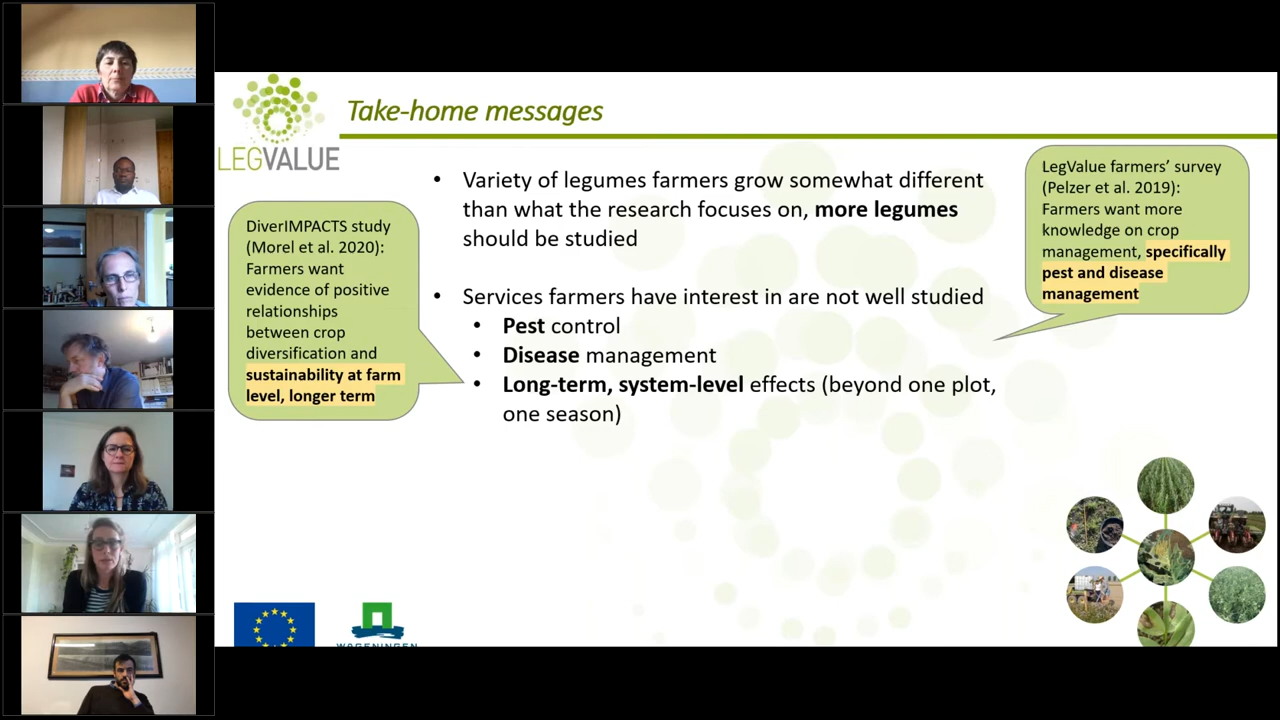 Take-home messages
LEGVALUE
• Variety of legumes farmers grow somewhat different
than what the research focuses on, more legumes
should be studied
• Services farmers have interest in are not well studied
• Pest control
• Disease management
• Long-term, system-level effects (beyond one plot,
one season)
DiverIMPACTS study
(Morel et al. 2020):
Farmers want
evidence of positive
relationships
between crop
diversification and
sustainability at farm
level, longer term
LegValue farmers’ survey
(Pelzer et al. 2019):
Farmers want more
knowledge on crop
management, specifically
pest and disease
management
WAGENINGEN